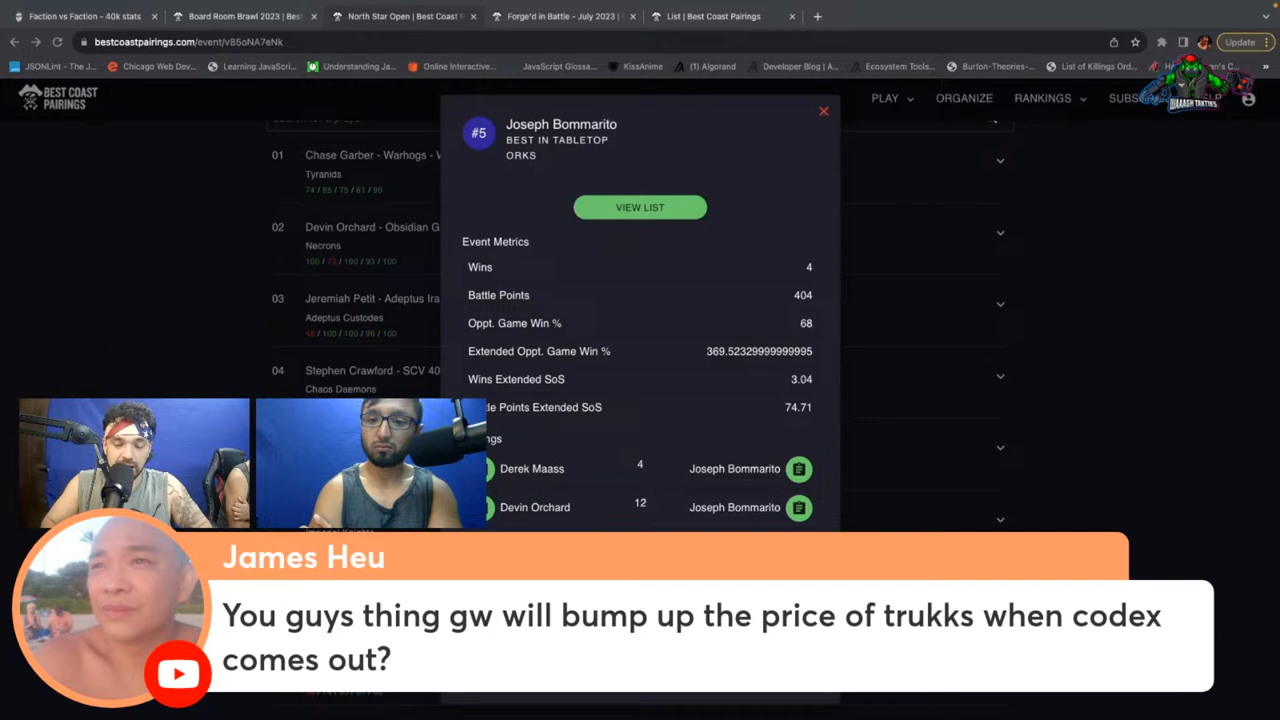 Faction vs Faction - 40k stats
Board Room Brawl 2023 | Bes
North Star Open | Best Coast
Forge'd in Battle - July 2023 |
List | Best Coast Pairings
bestcoastpairings.com/event/v85oNA7eNk
Update
JSONLint - The J...
Chicago Web Dev...
Learning JavaScri...
Understanding Ja...
Online Interactive...
JavaScript Glossa...
KissAnime
(1) Algorand
Developer Blog | A...
Ecosystem Tools...
Burton-Theories-...
List of Killings Ord...
BEST COAST
PAIRINGS
PLAY
ORGANIZE
RANKINGS
WAAAGH TAKTIKS
01
Chase Garber - Warhogs -
Tyranids
74 / 85 / 75 / 81 / 90
02
Devin Orchard - Obsidian G
Necrons
100 / 73 / 100 / 93 / 100
03
Jeremiah Petit - Adeptus Ira
Adeptus Custodes
/ 100 / 100 / 96 / 100
04
Stephen Crawford - SCV 40
Chaos Daemons
#5
Joseph Bommarito
BEST IN TABLETOP
ORKS
VIEW LIST
Event Metrics
Wins
4
Battle Points
404
Oppt. Game Win %
68
Extended Oppt. Game Win %
369.52329999999995
Wins Extended SoS
3.04
tle Points Extended SoS
74.71
ngs
Derek Maass
4
Joseph Bommarito
Devin Orchard
12
Joseph Bommarito
James Heu
You guys thing gw will bump up the price of trukks when codex
comes out?